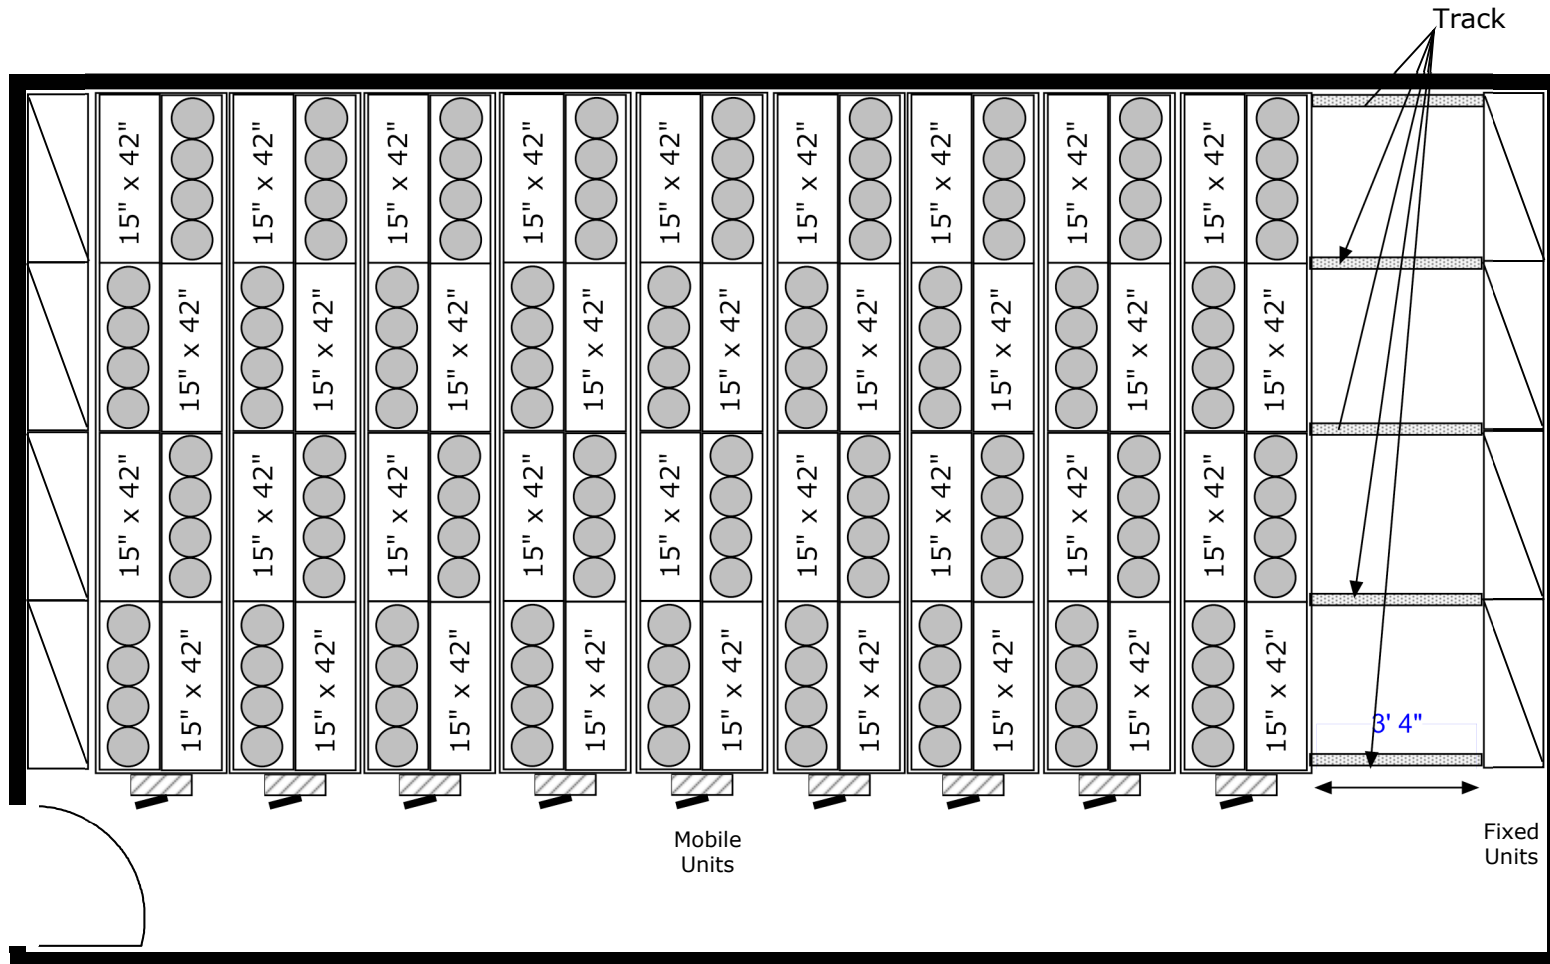 Track
15" x 42" 15" x 42" 15" x 42" 15" x 42" 15" x 42" 15" x 42" 15" x 42" 15" x 42" 15" x 42"
15" x 42" 15" x 42" 15" x 42" 15" x 42" 15" x 42" 15" x 42" 15" x 42" 15" x 42" 15" x 42"
15" x 42" 15" x 42" 15" x 42" 15" x 42" 15" x 42" 15" x 42" 15" x 42" 15" x 42" 15" x 42"
15" x 42" 15" x 42" 15" x 42" 15" x 42" 15" x 42" 15" x 42" 15" x 42" 15" x 42" 15" x 42"
3' 4"
Mobile
Units
Fixed
Units